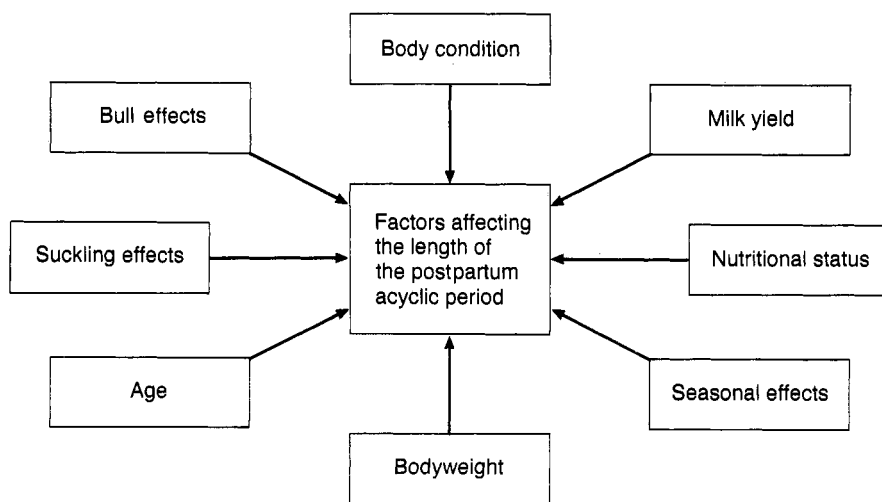 Body condition
Bull effects
Milk yield
Factors affecting
the length of
the postpartum
acyclic period
Suckling effects
Nutritional status
Age
Seasonal effects
Bodyweight